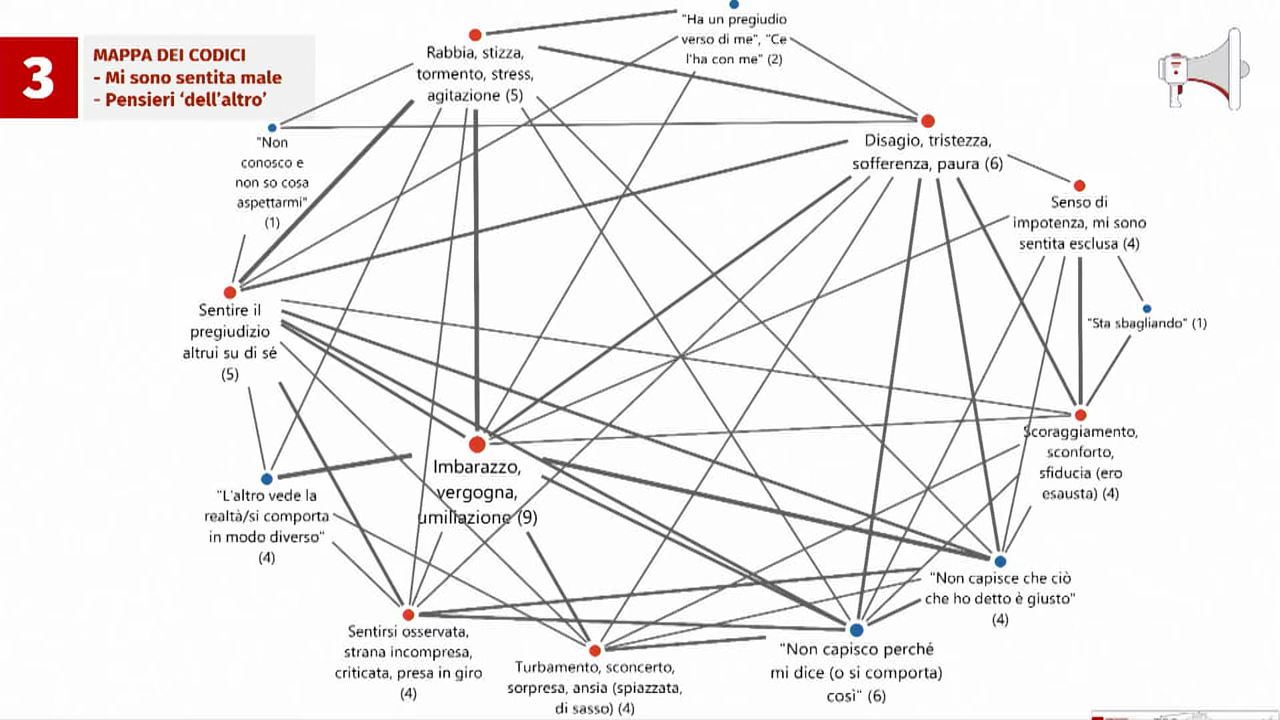 3
MAPPA DEI CODICI
- Mi sono sentita male
- Pensieri ‘dell’altro’
"Ha un pregiudio
verso di me", "Ce
l'ha con me" (2)
Rabbia, stizza,
tormento, stress,
agitazione (5)
"Non
conosco e
non so cosa
aspettarmi"
(1)
Disagio, tristezza,
sofferenza, paura (6)
Senso di
impotenza, mi sono
sentita esclusa (4)
Sentire il
pregiudizio
altrui su di sé
(5)
"Sta sbagliando" (1)
Scoraggiamento,
sconforto,
sfiducia (ero
esausta) (4)
Imbarazzo,
vergogna,
umiliazione (9)
"L'altro vede la
realtà/si comporta
in modo diverso"
(4)
"Non capisce che ciò
che ho detto è giusto"
(4)
Sentirsi osservata,
strana incompresa,
criticata, presa in giro
(4)
Turbamento, sconcerto,
sorpresa, ansia (spiazzata,
di sasso) (4)
"Non capisco perché
mi dice (o si comporta)
così" (6)